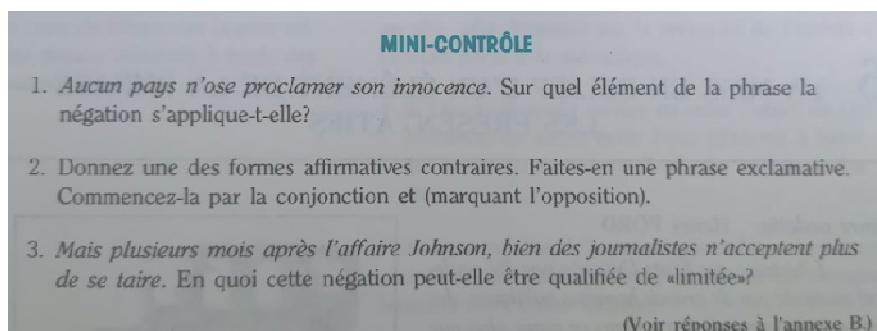 MINI-CONTRÔLE
1. Aucun pays n'ose proclamer son innocence. Sur quel élément de la phrase la
négation s'applique-t-elle?
2. Donnez une des formes affirmatives contraires. Faites-en une phrase exclamative.
Commencez-la par la conjonction et (marquant l'opposition).
3. Mais plusieurs mois après l'affaire Johnson, bien des journalistes n'acceptent plus
de se taire. En quoi cette négation peut-elle être qualifiée de «limitée»?
(Voir réponses à l'annexe B.)